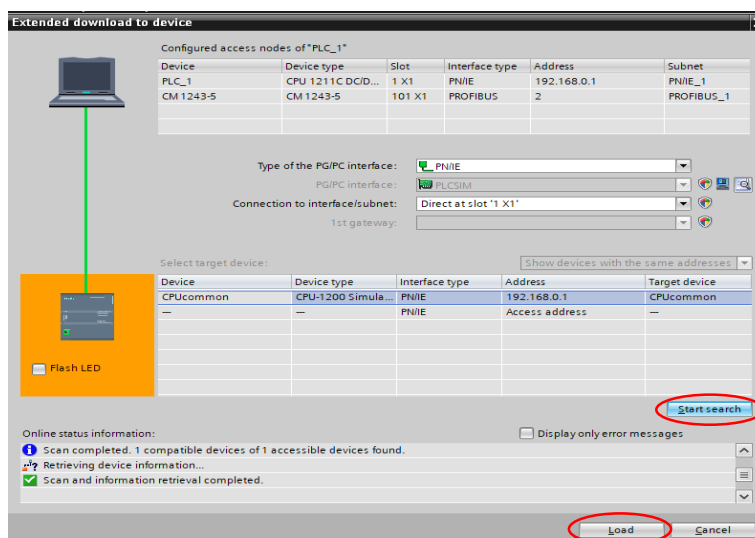 Extended download to device
Configured access nodes of "PLC_1"
Device Device type Slot Interface type Address Subnet
PLC_1 CPU 1211C DC/D... 1 X1 PN/IE 192.168.0.1 PN/IE_1
CM 1243-5 CM 1243-5 101 X1 PROFIBUS 2 PROFIBUS_1
Type of the PG/PC interface: PN/IE
PG/PC interface: PLCSIM
Connection to interface/subnet: Direct at slot '1 X1'
1st gateway:
Select target device: Show devices with the same addresses
Device Device type Interface type Address Target device
CPUcommon CPU-1200 Simula... PN/IE 192.168.0.1 CPUcommon
— — PN/IE Access address —
Flash LED
Start search
Online status information: Display only error messages
Scan completed. 1 compatible devices of 1 accessible devices found.
Retrieving device information...
Scan and information retrieval completed.
Load Cancel